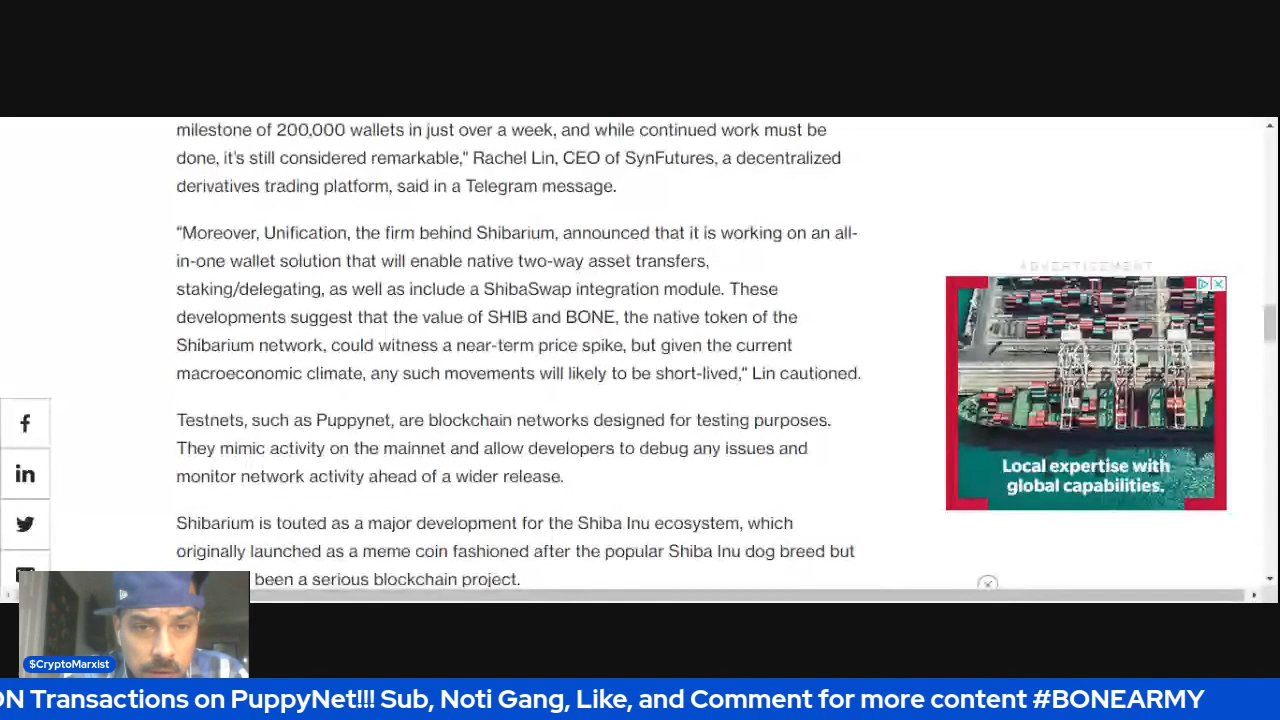 milestone of 200,000 wallets in just over a week, and while continued work must be
done, it's still considered remarkable," Rachel Lin, CEO of SynFutures, a decentralized
derivatives trading platform, said in a Telegram message.
"Moreover, Unification, the firm behind Shibarium, announced that it is working on an all-
in-one wallet solution that will enable native two-way asset transfers,
staking/delegating, as well as include a ShibaSwap integration module. These
developments suggest that the value of SHIB and BONE, the native token of the
Shibarium network, could witness a near-term price spike, but given the current
macroeconomic climate, any such movements will likely to be short-lived," Lin cautioned.
Testnets, such as Puppynet, are blockchain networks designed for testing purposes.
They mimic activity on the mainnet and allow developers to debug any issues and
monitor network activity ahead of a wider release.
Shibarium is touted as a major development for the Shiba Inu ecosystem, which
originally launched as a meme coin fashioned after the popular Shiba Inu dog breed but
been a serious blockchain project.
ADVERTISEMENT
Local expertise with
global capabilities.
f
in
$CryptoMarxist
ON Transactions on PuppyNet!!! Sub, Noti Gang, Like, and Comment for more content #BONEARMY